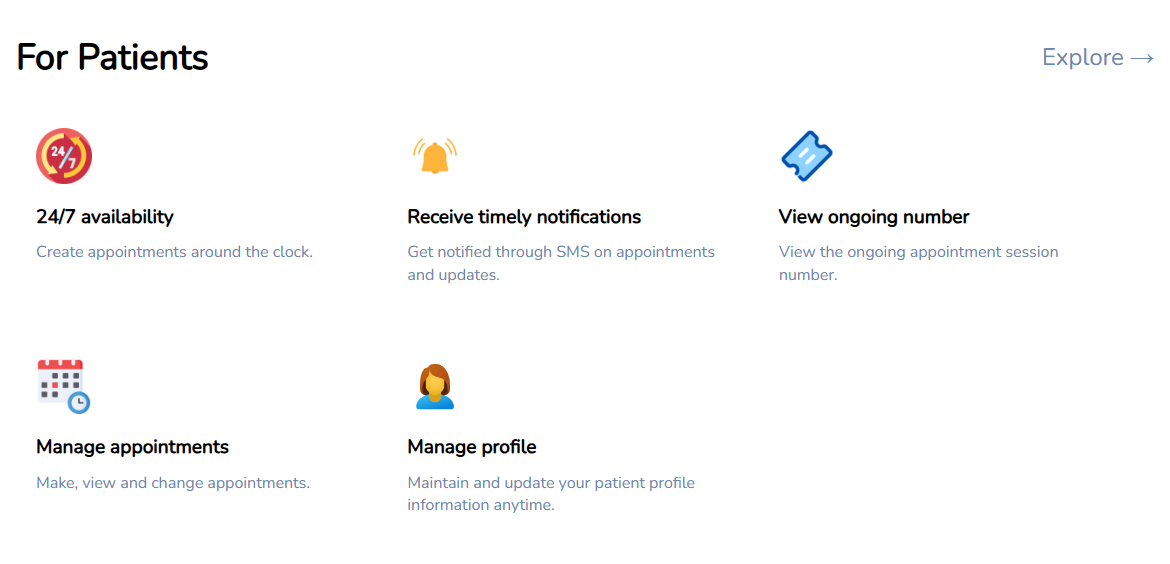 For Patients
Explore →
24/7
24/7 availability
Create appointments around the clock.
Receive timely notifications
Get notified through SMS on appointments
and updates.
View ongoing number
View the ongoing appointment session
number.
Manage appointments
Make, view and change appointments.
Manage profile
Maintain and update your patient profile
information anytime.